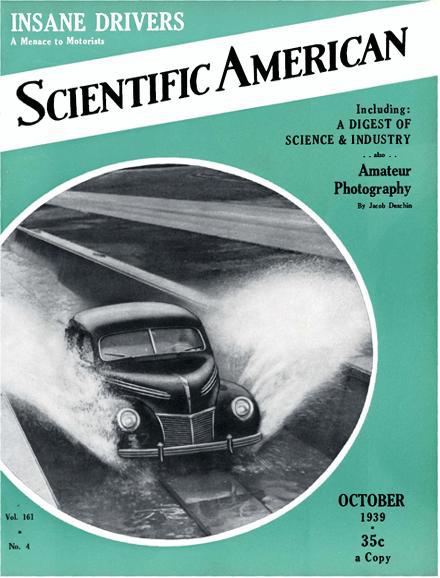 INSANE DRIVERS
A Menace to Motorists
SCIENTIFIC AMERICAN
Including:
A DIGEST OF
SCIENCE & INDUSTRY
. . also . .
Amateur
Photography
By Jacob Deschin
Vol. 161
*
No. 4
OCTOBER
1939
*
35c
a Copy